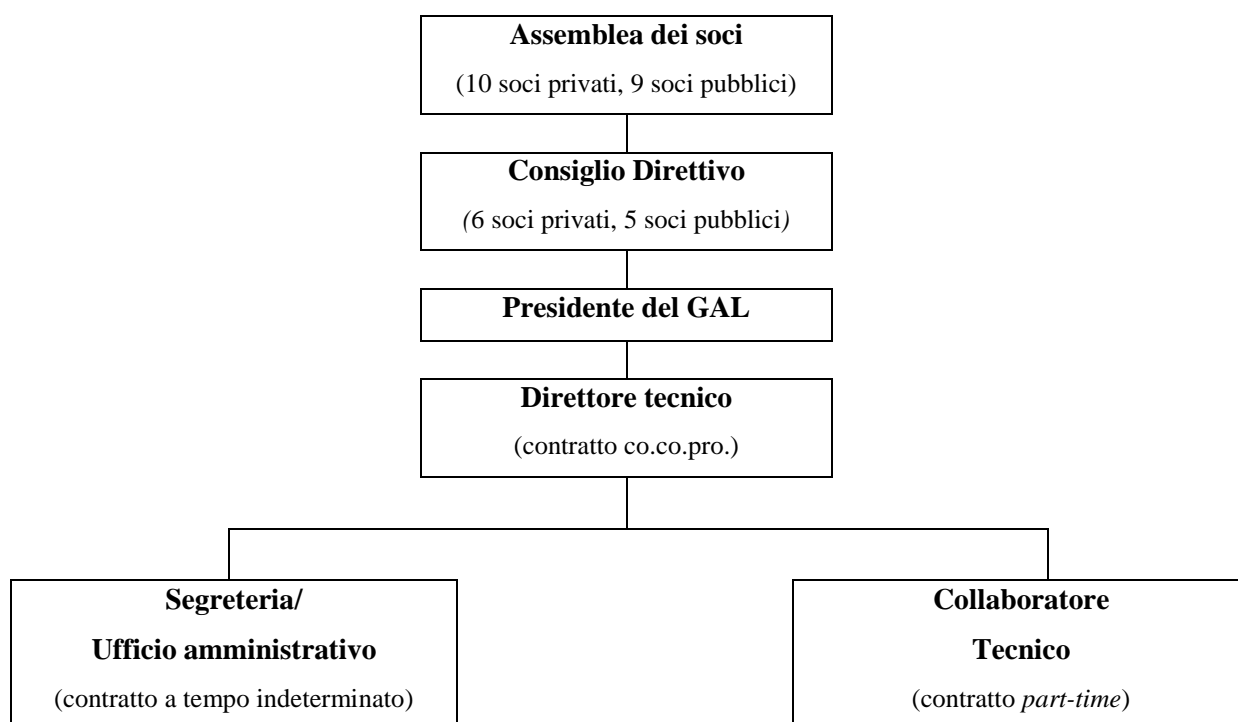 Assemblea dei soci
(10 soci privati, 9 soci pubblici)
Consiglio Direttivo
(6 soci privati, 5 soci pubblici)
Presidente del GAL
Direttore tecnico
(contratto co.co.pro.)
Segreteria/
Ufficio amministrativo
(contratto a tempo indeterminato)
Collaboratore
Tecnico
(contratto part-time)